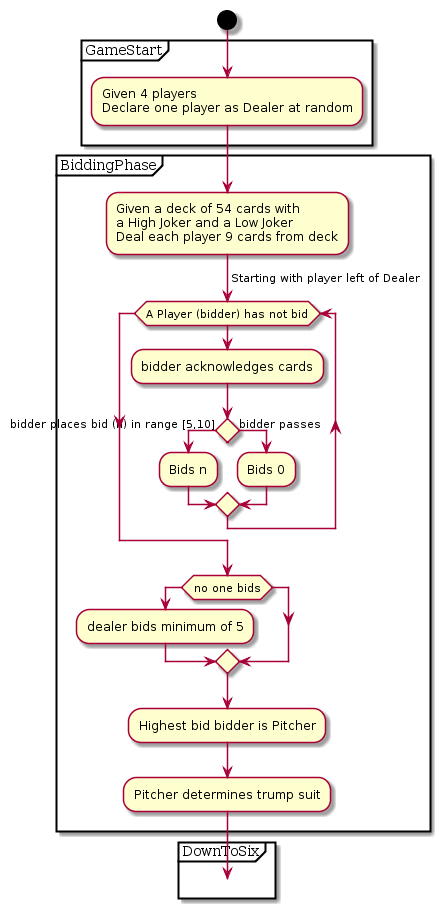 GameStart
Given 4 players
Declare one player as Dealer at random
BiddingPhase
Given a deck of 54 cards with
a High Joker and a Low Joker
Deal each player 9 cards from deck
Starting with player left of Dealer
A Player (bidder) has not bid
bidder acknowledges cards
bidder places bid (n) in range [5,10]
bidder passes
Bids n
Bids 0
no one bids
dealer bids minimum of 5
Highest bid bidder is Pitcher
Pitcher determines trump suit
DownToSix